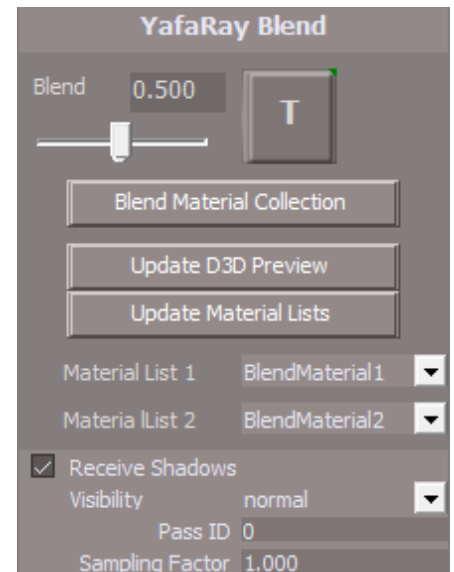 YafaRay Blend
Blend 0.500
T
Blend Material Collection
Update D3D Preview
Update Material Lists
Material List 1 BlendMaterial1
Materia lList 2 BlendMaterial2
Receive Shadows
Visibility normal
Pass ID 0
Sampling Factor 1.000